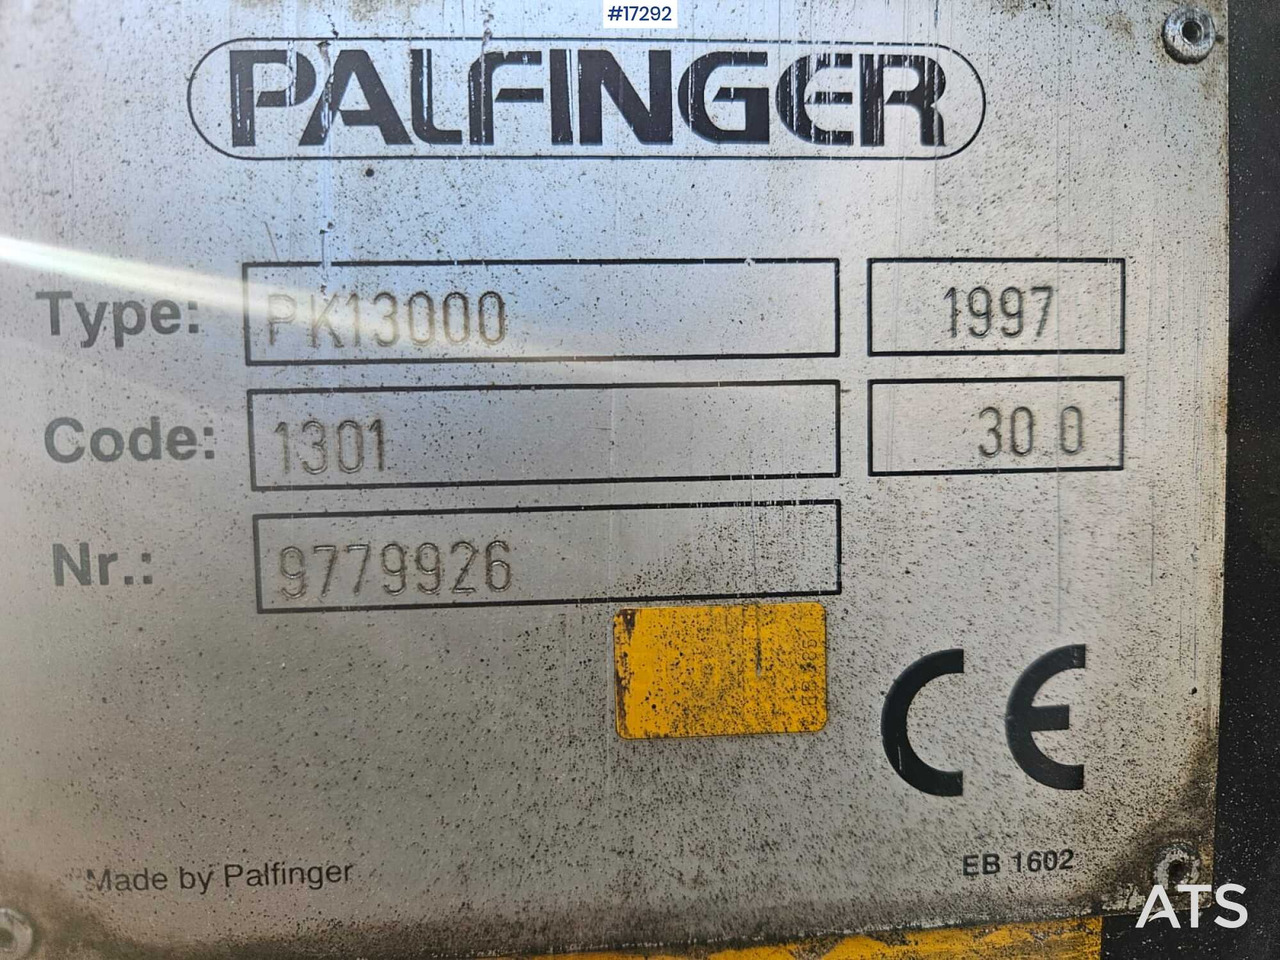 #17292
PALFINGER
Type: PK13000 1997
Code: 1301 30 0
Nr.: 9779926
CE
Made by Palfinger EB 1602
ATS